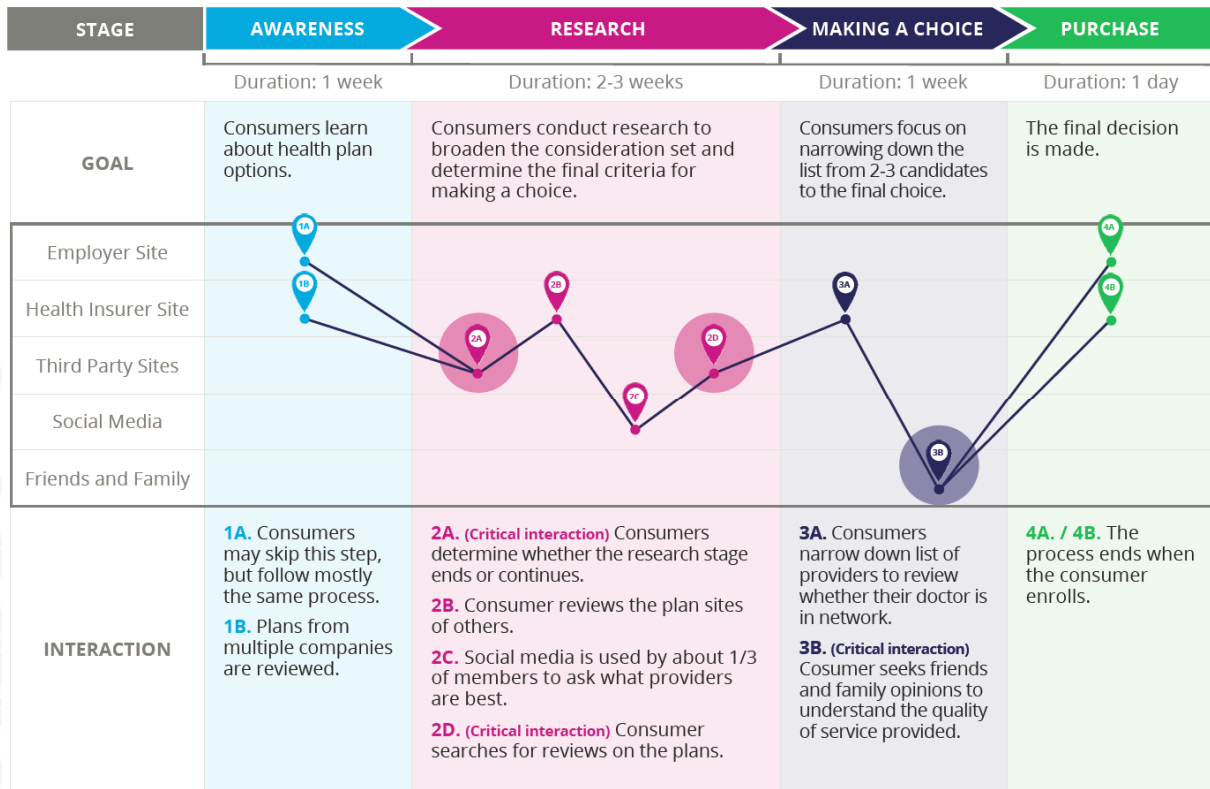 STAGE
AWARENESS
RESEARCH
MAKING A CHOICE
PURCHASE
Duration: 1 week
Duration: 2-3 weeks
Duration: 1 week
Duration: 1 day
GOAL
Consumers learn
about health plan
options.
Consumers conduct research to
broaden the consideration set and
determine the final criteria for
making a choice.
Consumers focus on
narrowing down the
list from 2-3 candidates
to the final choice.
The final decision
is made.
Employer Site
Health Insurer Site
Third Party Sites
Social Media
Friends and Family
1A
1B
2A
2B
2C
2D
3A
3B
4A
4B
INTERACTION
1A. Consumers
may skip this step,
but follow mostly
the same process.
1B. Plans from
multiple companies
are reviewed.
2A. (Critical interaction) Consumers
determine whether the research stage
ends or continues.
2B. Consumer reviews the plan sites
of others.
2C. Social media is used by about 1/3
of members to ask what providers
are best.
2D. (Critical interaction) Consumer
searches for reviews on the plans.
3A. Consumers
narrow down list of
providers to review
whether their doctor is
in network.
3B. (Critical interaction)
Cosumer seeks friends
and family opinions to
understand the quality
of service provided.
4A. / 4B. The
process ends when
the consumer
enrolls.